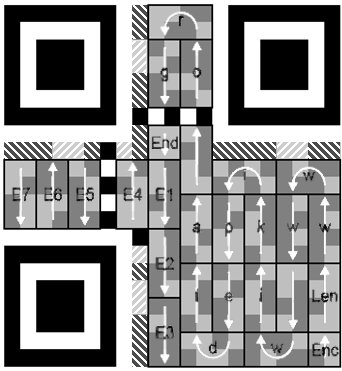 r
g o
End
i w
E7 E6 E5 E4 E1
a p k w w
E2
i e i Len
E3
d w Enc